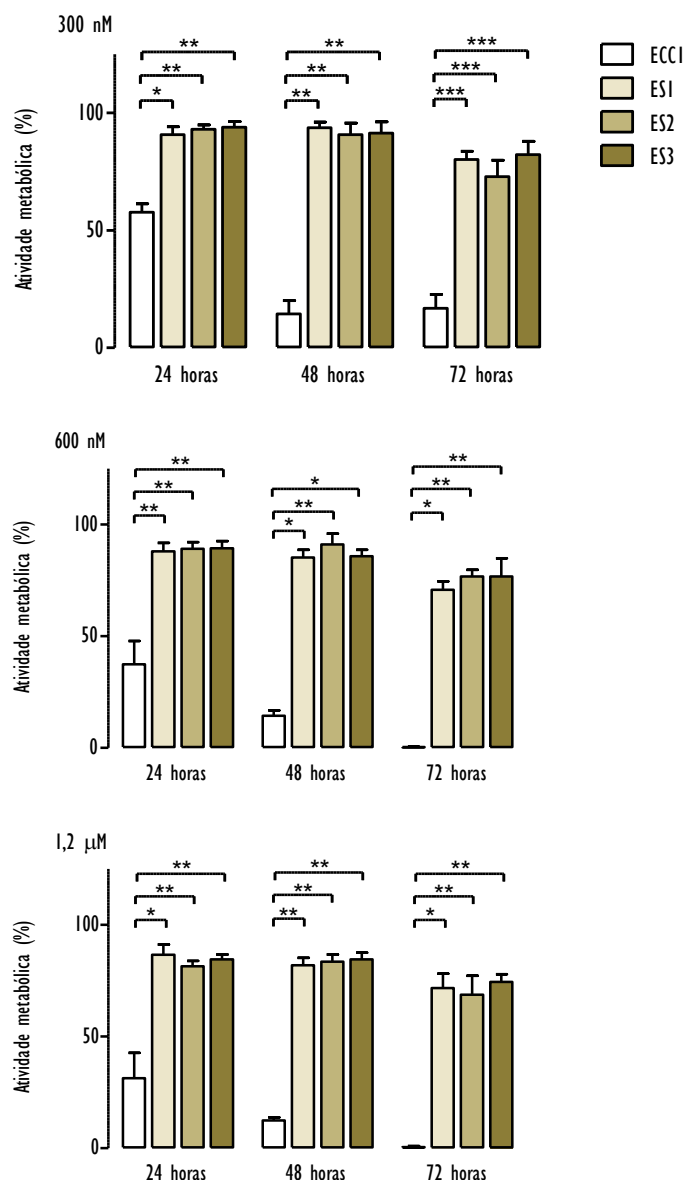 300 nM
ECC1
ES1
ES2
ES3
Atividade metabólica (%)
100
50
0
** ** *
** ** **
*** *** ***
24 horas 48 horas 72 horas
600 nM
Atividade metabólica (%)
100
50
0
** ** **
* ** *
** ** *
24 horas 48 horas 72 horas
1,2 µM
Atividade metabólica (%)
100
50
0
** ** *
** ** **
** ** *
24 horas 48 horas 72 horas